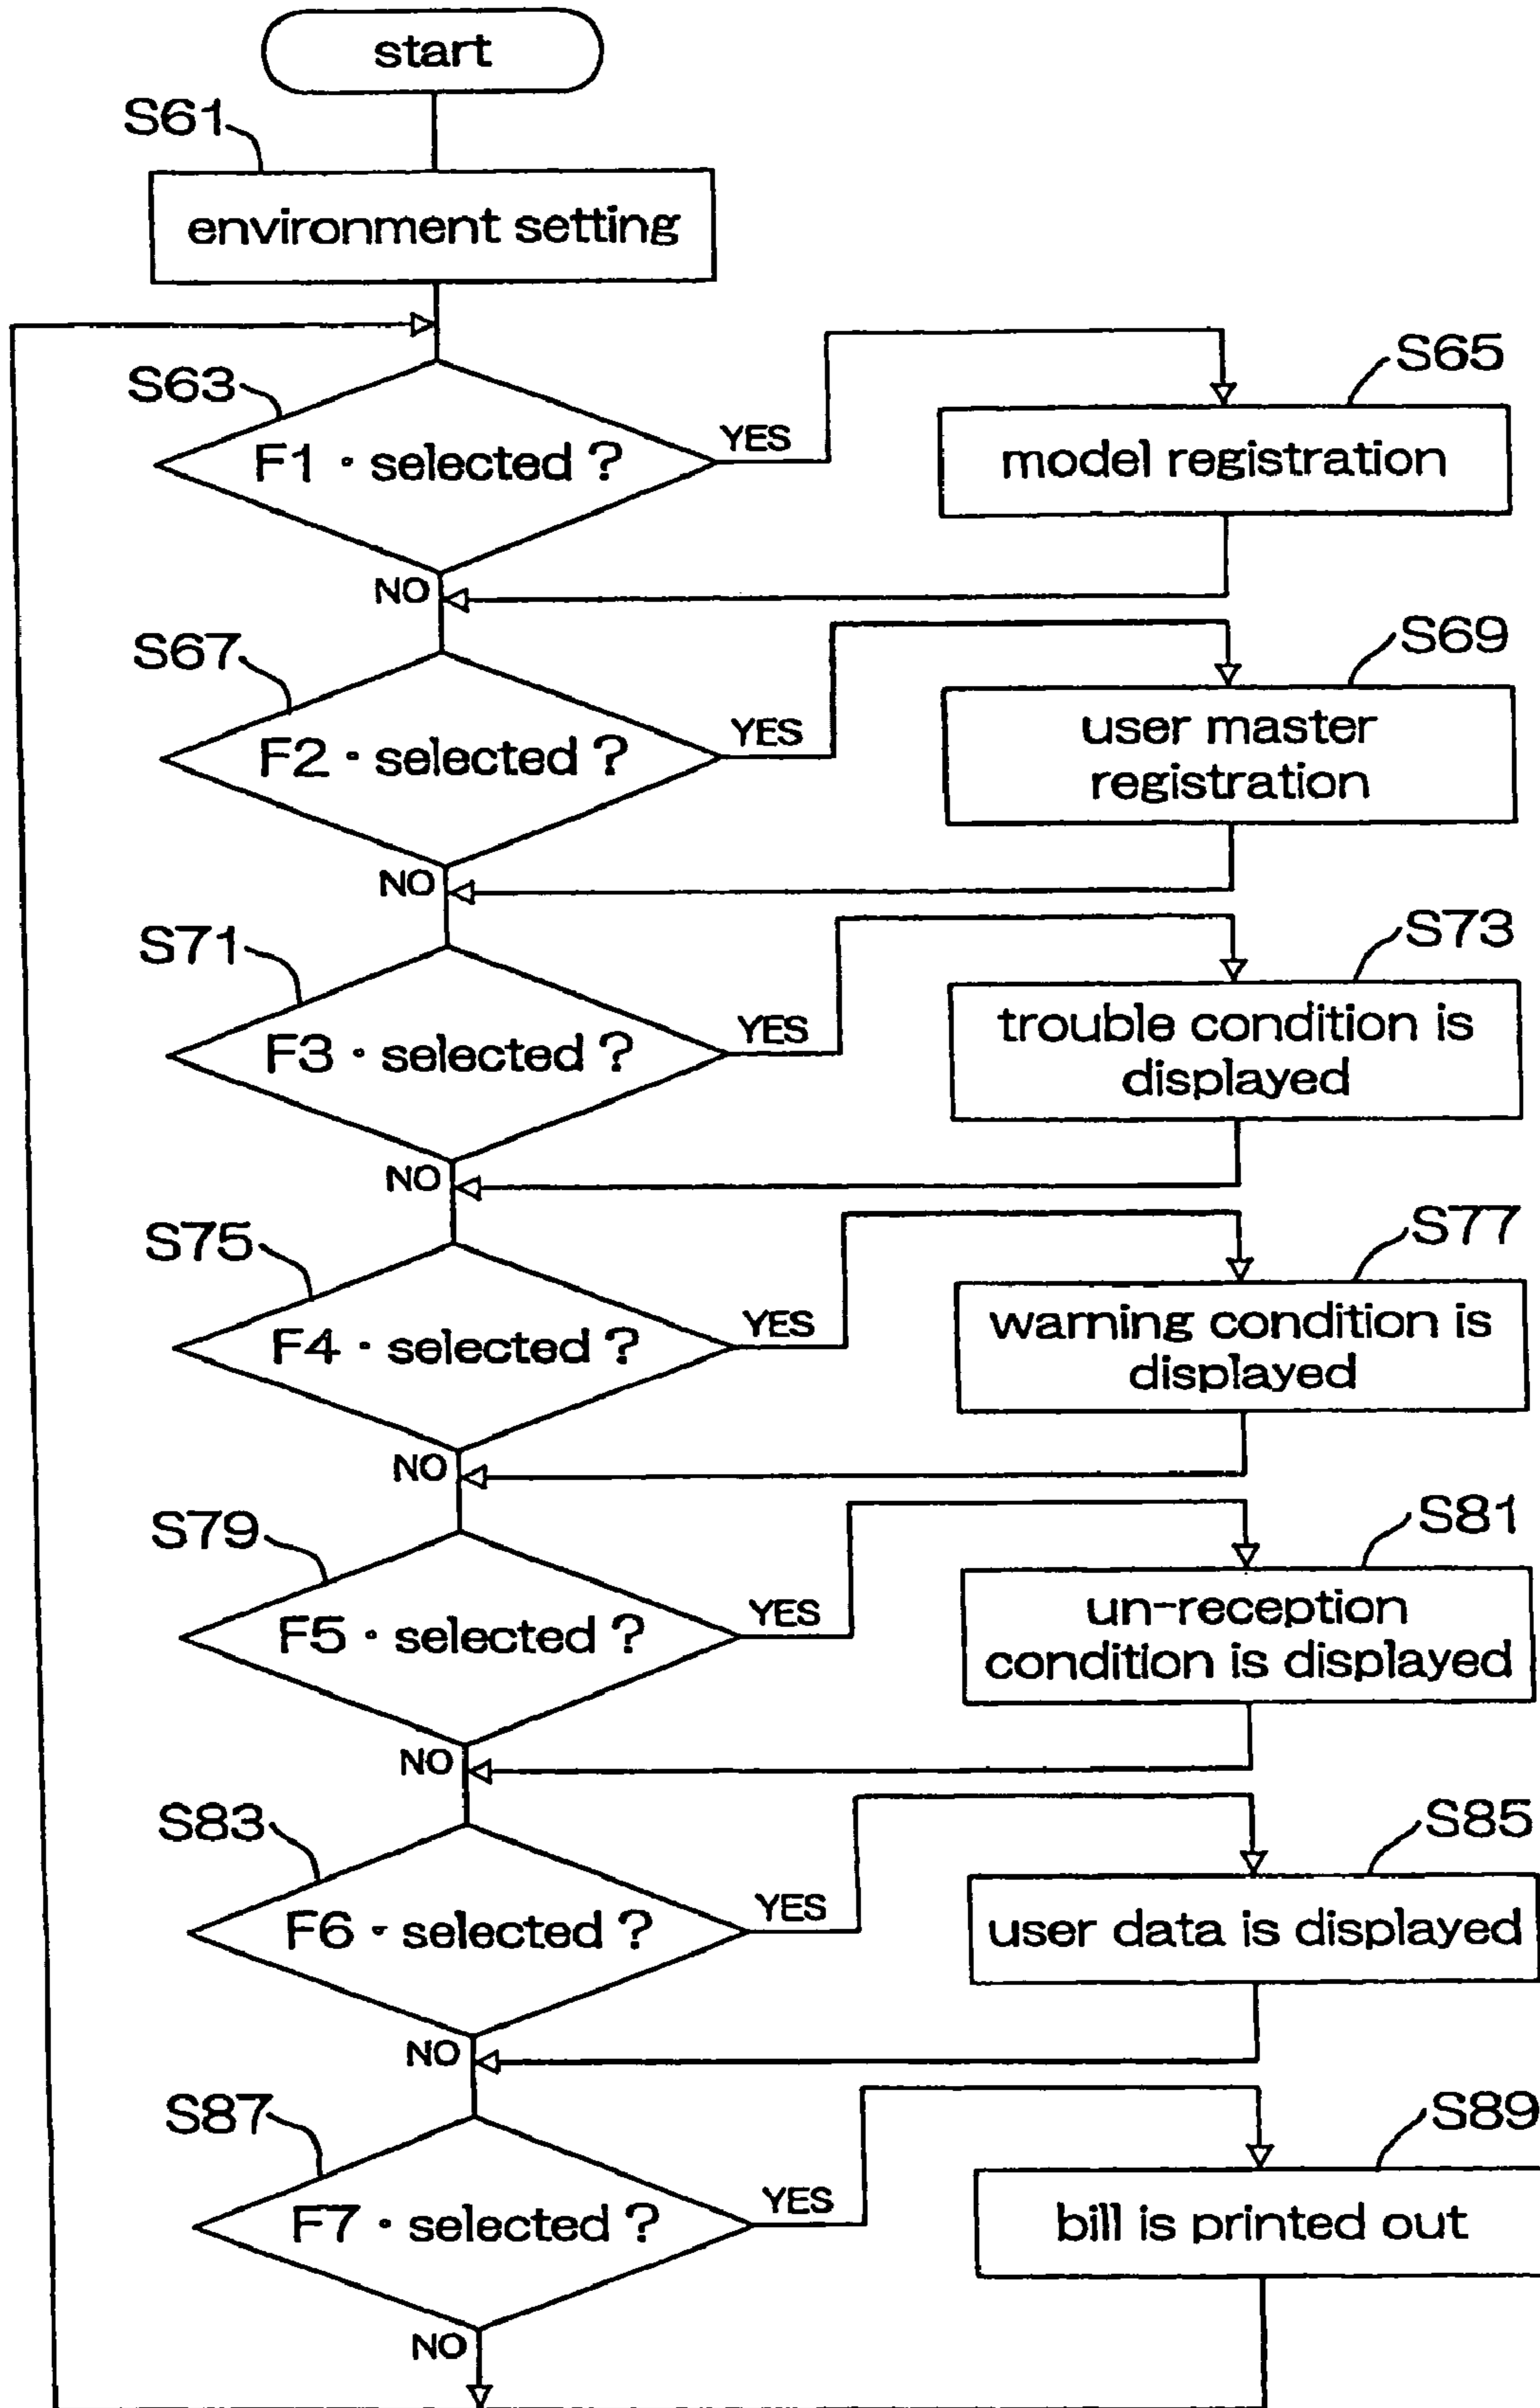 start
S61
environment setting
S63
F1・selected ?
YES
S65
model registration
NO
S67
F2・selected ?
YES
S69
user master
registration
NO
S71
F3・selected ?
YES
S73
trouble condition is
displayed
NO
S75
F4・selected ?
YES
S77
warning condition is
displayed
NO
S79
F5・selected ?
YES
S81
un-reception
condition is displayed
NO
S83
F6・selected ?
YES
S85
user data is displayed
NO
S87
F7・selected ?
YES
S89
bill is printed out
NO